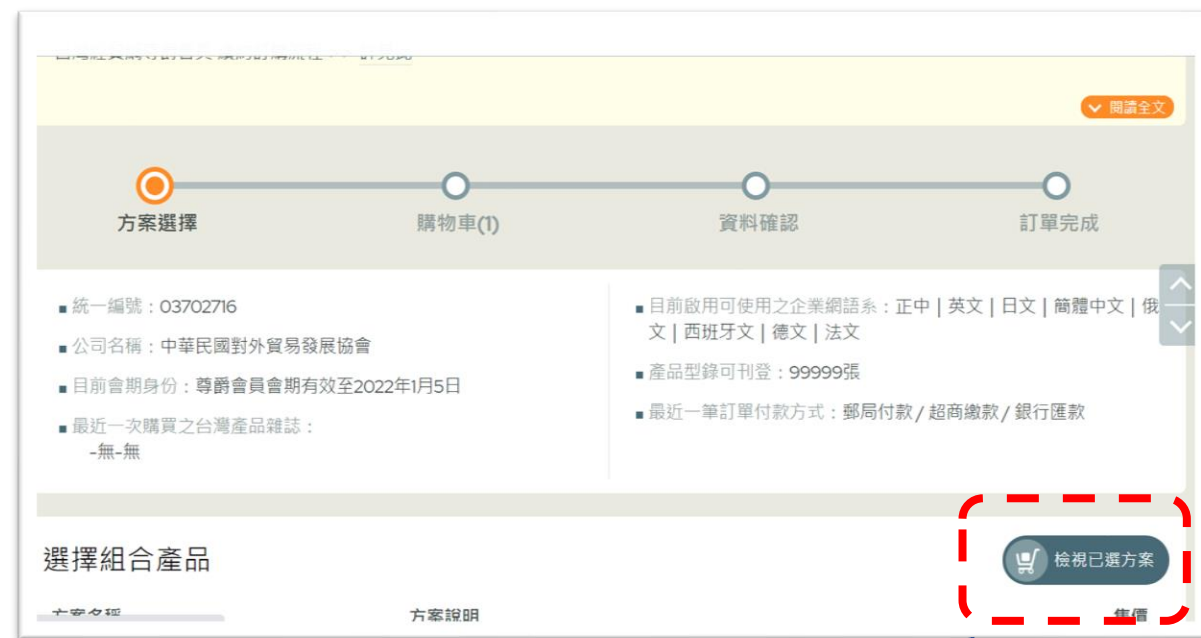 閱讀全文
方案選擇
購物車(1)
資料確認
訂單完成
統一編號：03702716
公司名稱：中華民國對外貿易發展協會
目前會期身份：尊爵會員會期有效至2022年1月5日
最近一次購買之台灣產品雜誌：
-無-無
目前啟用可使用之企業網語系：正中 | 英文 | 日文 | 簡體中文 | 俄
文 | 西班牙文 | 德文 | 法文
產品型錄可刊登：99999張
最近一筆訂單付款方式：郵局付款 / 超商繳款 / 銀行匯款
選擇組合產品
檢視已選方案
方案名稱
方案說明
售價